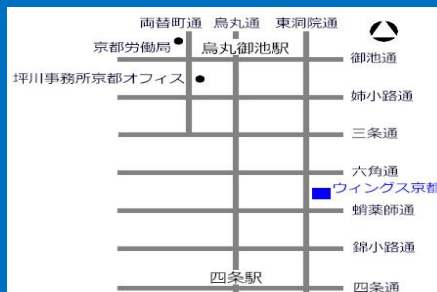 両替町通 烏丸通 東洞院通
京都労働局
烏丸御池駅
御池通
坪川事務所京都オフィス
姉小路通
三条通
六角通
ウィングス京都
蛸薬師通
錦小路通
四条駅
四条通